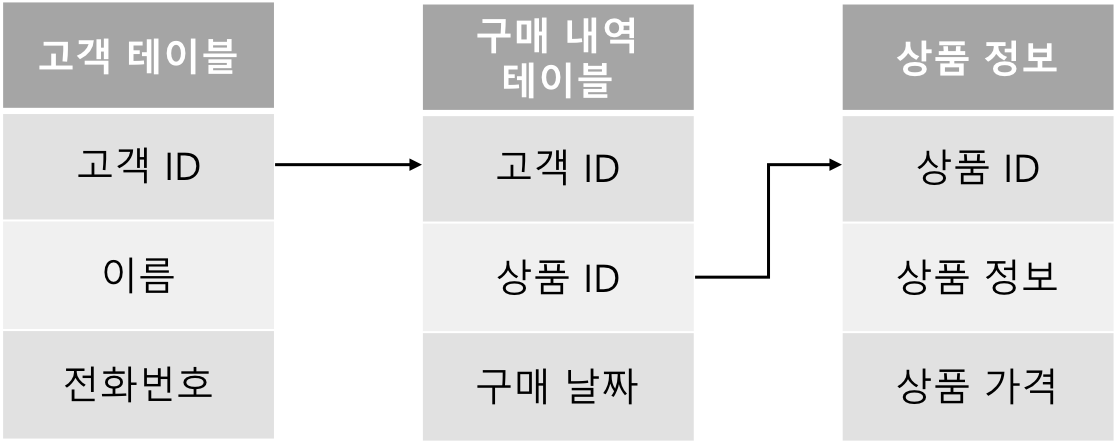 고객 테이블
고객 ID
이름
전화번호
구매 내역
테이블
고객 ID
상품 ID
구매 날짜
상품 정보
상품 ID
상품 정보
상품 가격